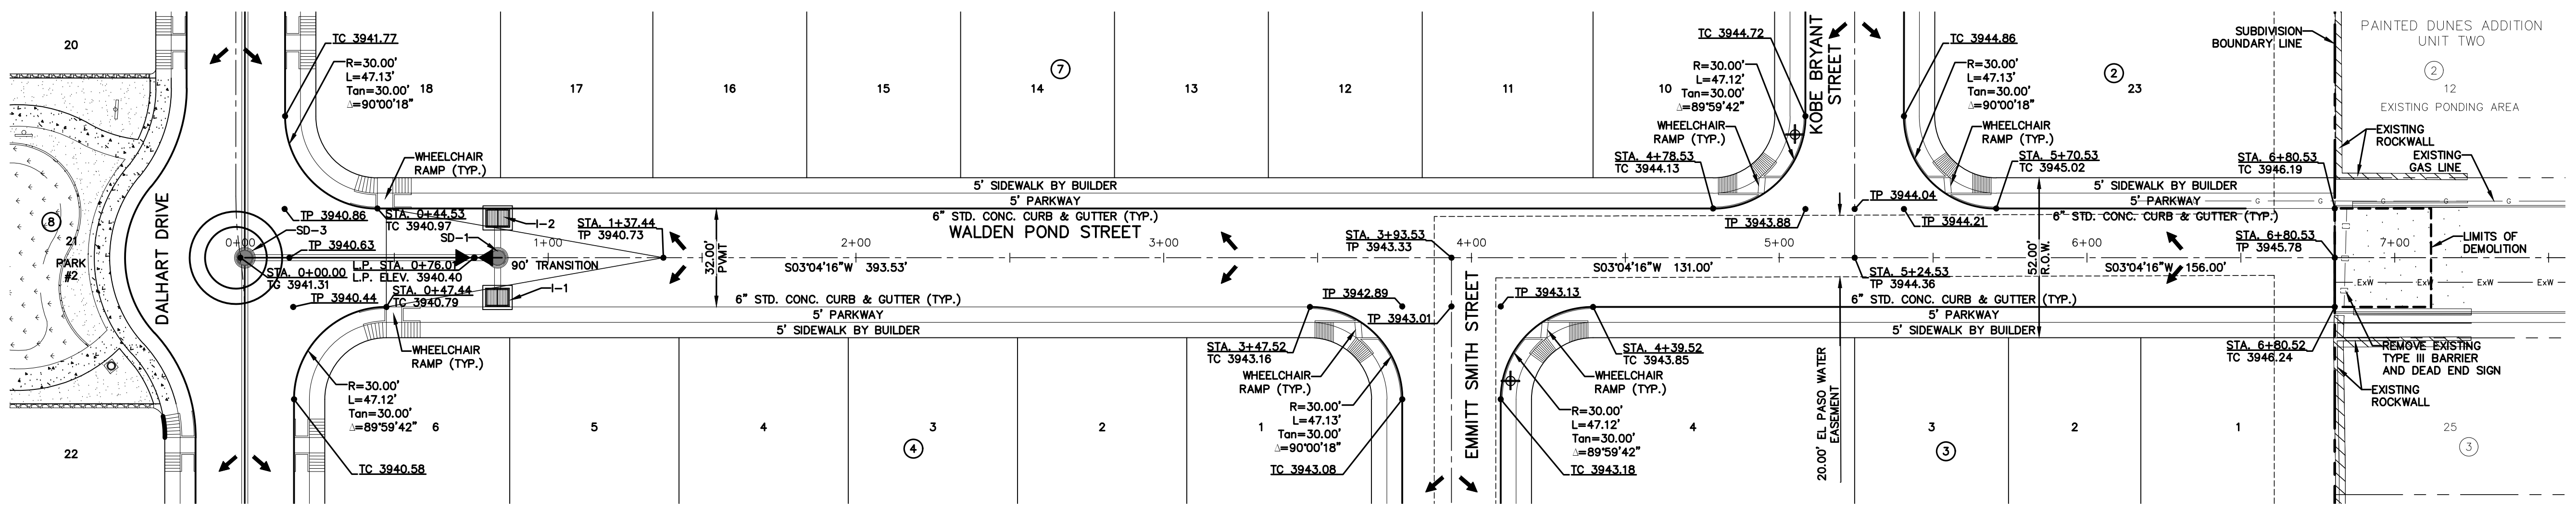 20
TC 3941.77
R=30.00'
L=47.13'
Tan=30.00'
Δ=90°00'18"
18
17
16
15
7
14
13
12
11
10
TC 3944.72
R=30.00'
L=47.12'
Tan=30.00'
Δ=89°59'42"
KOBE BRYANT
STREET
TC 3944.86
R=30.00'
L=47.13'
Tan=30.00'
Δ=90°00'18"
2
23
SUBDIVISION
BOUNDARY LINE
PAINTED DUNES ADDITION
UNIT TWO
2
12
EXISTING PONDING AREA
WHEELCHAIR
RAMP (TYP.)
WHEELCHAIR
RAMP (TYP.)
WHEELCHAIR
RAMP (TYP.)
EXISTING
ROCKWALL
EXISTING
GAS LINE
STA. 4+78.53
TC 3944.13
STA. 5+70.53
TC 3945.02
STA. 6+80.53
TC 3946.19
5' SIDEWALK BY BUILDER
5' PARKWAY
6" STD. CONC. CURB & GUTTER (TYP.)
WALDEN POND STREET
5' SIDEWALK BY BUILDER
5' PARKWAY
6" STD. CONC. CURB & GUTTER (TYP.)
G G G G G
DALHART DRIVE
8
21
PARK
#2
TP 3940.86
SD-3
0+00
TP 3940.63
STA. 0+00.00
TG 3941.31
STA. 0+44.53
TC 3940.97
SD-1
I-2
L.P. STA. 0+76.01
L.P. ELEV. 3940.40
1+00
90' TRANSITION
STA. 1+37.44
TP 3940.73
32.00'
PVMT
2+00
3+00
S03°04'16"W 393.53'
STA. 3+93.53
TP 3943.33
4+00
TP 3943.88
TP 3944.04
TP 3944.21
5+00
S03°04'16"W 131.00'
STA. 5+24.53
TP 3944.36
52.00'
R.O.W.
6+00
S03°04'16"W 156.00'
STA. 6+80.53
TP 3945.78
7+00
LIMITS OF
DEMOLITION
ExW ExW ExW ExW ExW
TP 3940.44
STA. 0+47.44
TC 3940.79
I-1
6" STD. CONC. CURB & GUTTER (TYP.)
5' PARKWAY
5' SIDEWALK BY BUILDER
TP 3942.89
TP 3943.01
TP 3943.13
6" STD. CONC. CURB & GUTTER (TYP.)
5' PARKWAY
5' SIDEWALK BY BUILDER
WHEELCHAIR
RAMP (TYP.)
STA. 3+47.52
TC 3943.16
WHEELCHAIR
RAMP (TYP.)
EMMITT SMITH STREET
STA. 4+39.52
TC 3943.85
WHEELCHAIR
RAMP (TYP.)
20.00' EL PASO WATER
EASEMENT
STA. 6+80.52
TC 3946.24
REMOVE EXISTING
TYPE III BARRIER
AND DEAD END SIGN
EXISTING
ROCKWALL
R=30.00'
L=47.12'
Tan=30.00'
Δ=89°59'42"
6
5
4
3
4
2
1
R=30.00'
L=47.13'
Tan=30.00'
Δ=90°00'18"
R=30.00'
L=47.12'
Tan=30.00'
Δ=89°59'42"
4
3
3
2
1
25
3
22
TC 3940.58
TC 3943.08
TC 3943.18